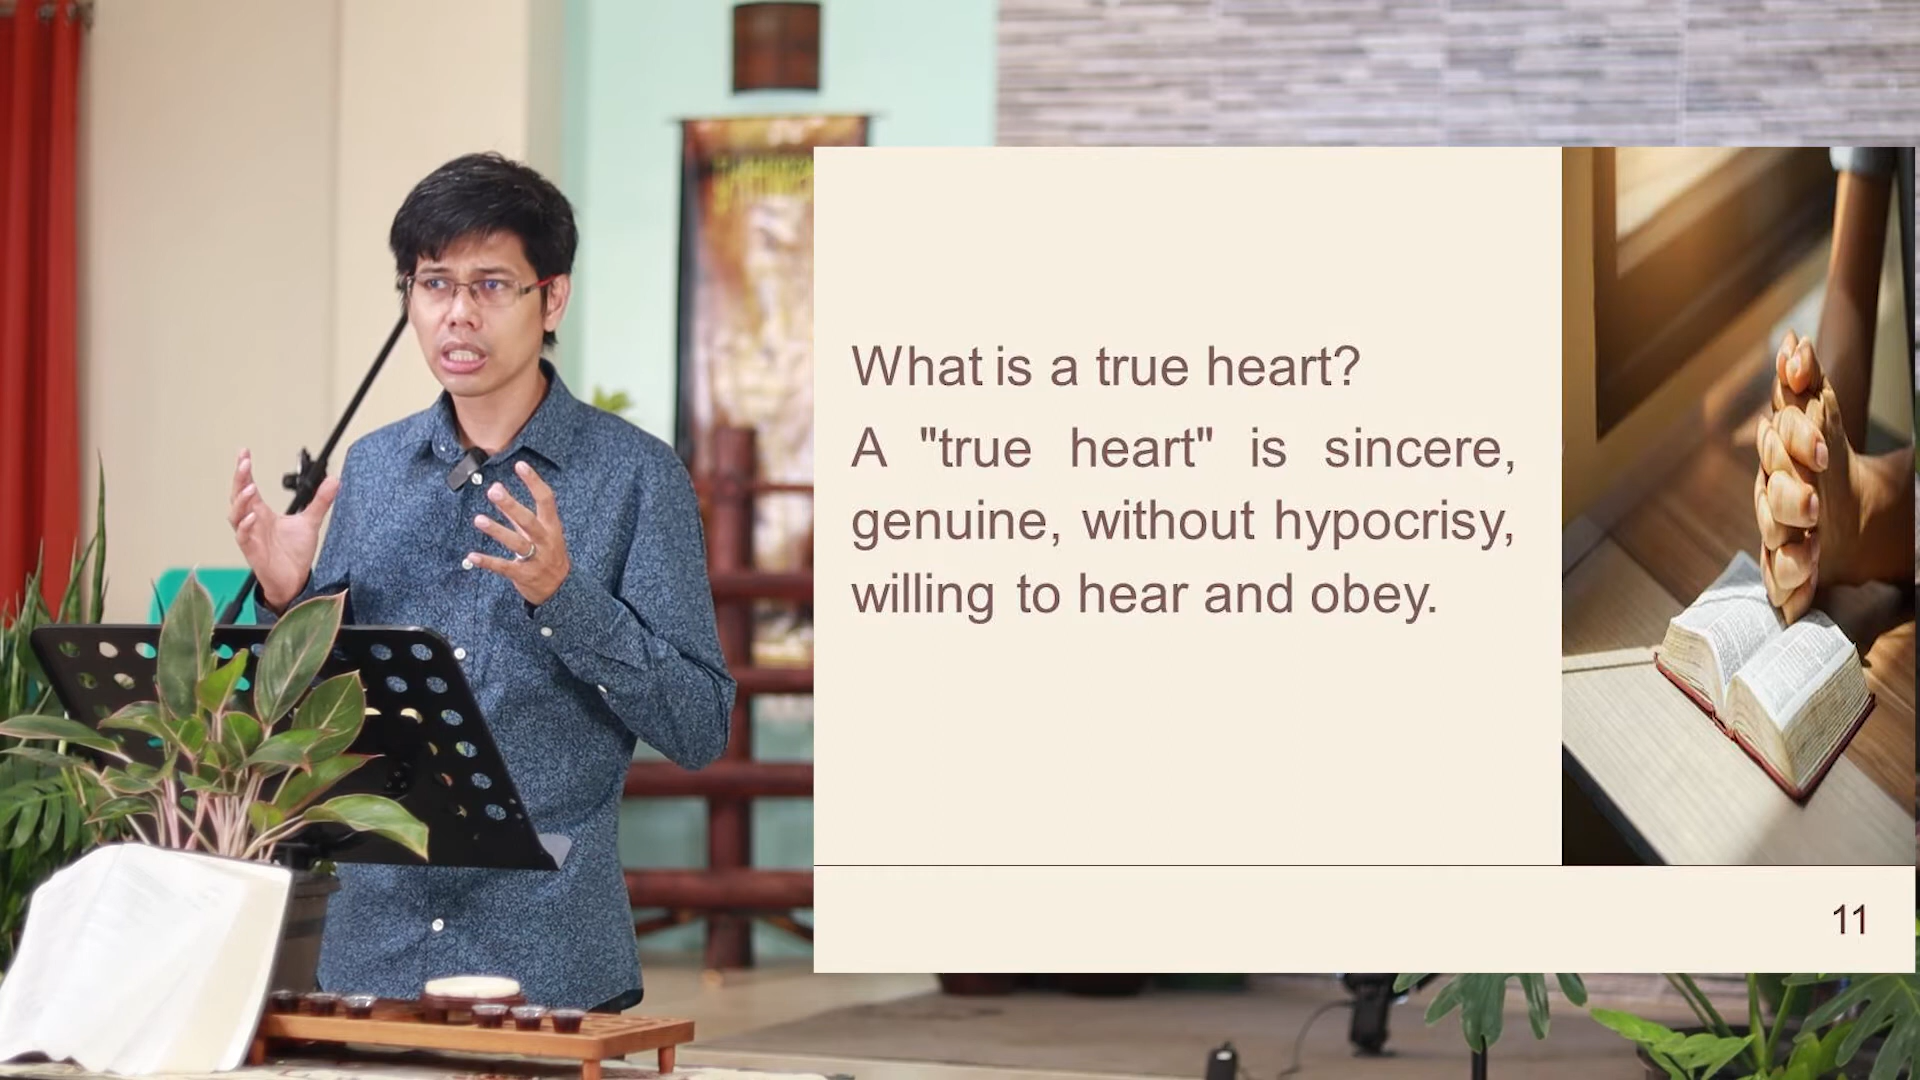 What is a true heart?
A "true heart" is sincere,
genuine, without hypocrisy,
willing to hear and obey.
11